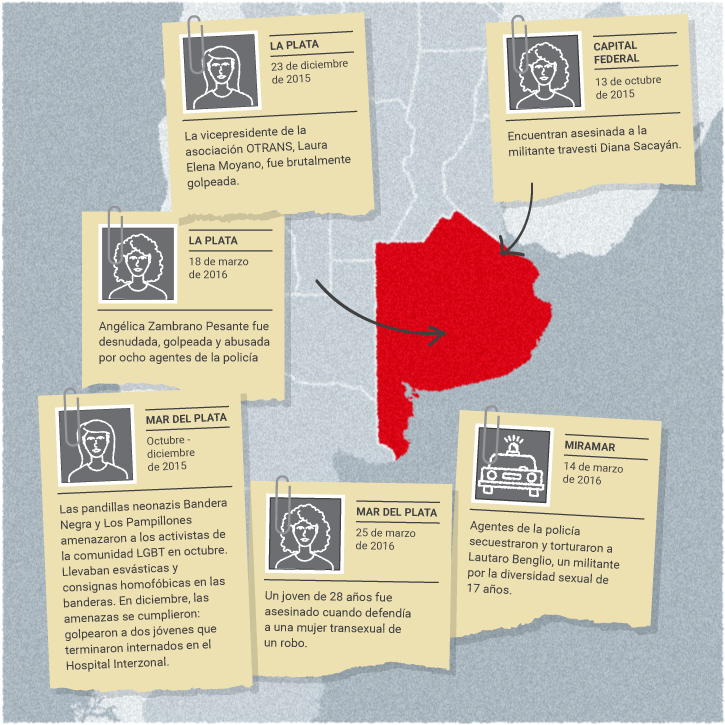 LA PLATA
23 de diciembre
de 2015
La vicepresidente de la
asociación OTRANS, Laura
Elena Moyano, fue brutalmente
golpeada.
CAPITAL
FEDERAL
13 de octubre
de 2015
Encuentran asesinada a la
militante travesti Diana Sacayán.
LA PLATA
18 de marzo
de 2016
Angélica Zambrano Pesante fue
desnudada, golpeada y abusada
por ocho agentes de la policía
MAR DEL PLATA
Octubre -
diciembre
de 2015
Las pandillas neonazis Bandera
Negra y Los Pampillones
amenazaron a los activistas de
la comunidad LGBT en octubre.
Llevaban esvásticas y
consignas homofóbicas en las
banderas. En diciembre, las
amenazas se cumplieron:
golpearon a dos jóvenes que
terminaron internados en el
Hospital Interzonal.
MAR DEL PLATA
25 de marzo
de 2016
Un joven de 28 años fue
asesinado cuando defendía
a una mujer transexual de
un robo.
MIRAMAR
14 de marzo
de 2016
Agentes de la policía
secuestraron y torturaron a
Lautaro Benglio, un militante
por la diversidad sexual de
17 años.